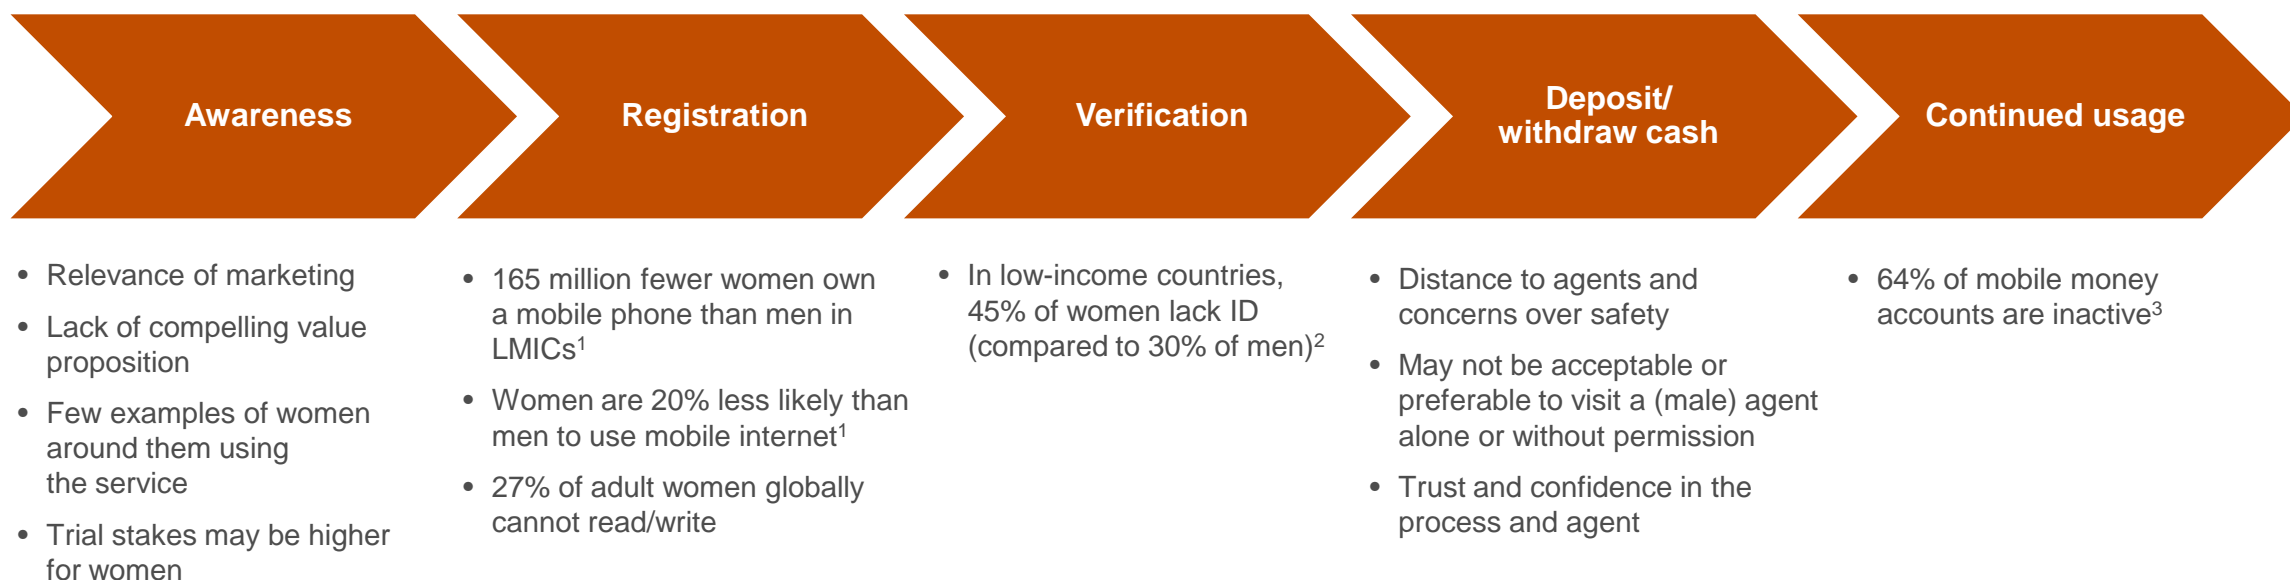 Awareness
Registration
Verification
Deposit/
withdraw cash
Continued usage
• Relevance of marketing
• Lack of compelling value
proposition
• Few examples of women
around them using
the service
• Trial stakes may be higher
for women
• 165 million fewer women own
a mobile phone than men in
LMICs¹
• Women are 20% less likely than
men to use mobile internet¹
• 27% of adult women globally
cannot read/write
• In low-income countries,
45% of women lack ID
(compared to 30% of men)²
• Distance to agents and
concerns over safety
• May not be acceptable or
preferable to visit a (male) agent
alone or without permission
• Trust and confidence in the
process and agent
• 64% of mobile money
accounts are inactive³